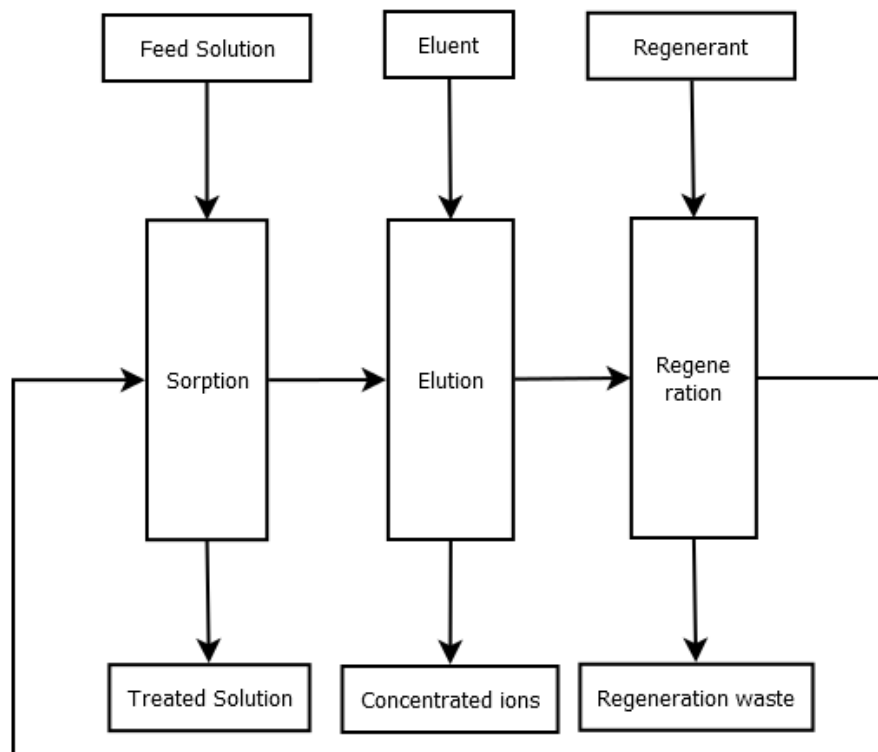 Feed Solution
Eluent
Regenerant
Sorption
Elution
Regene
ration
Treated Solution
Concentrated ions
Regeneration waste